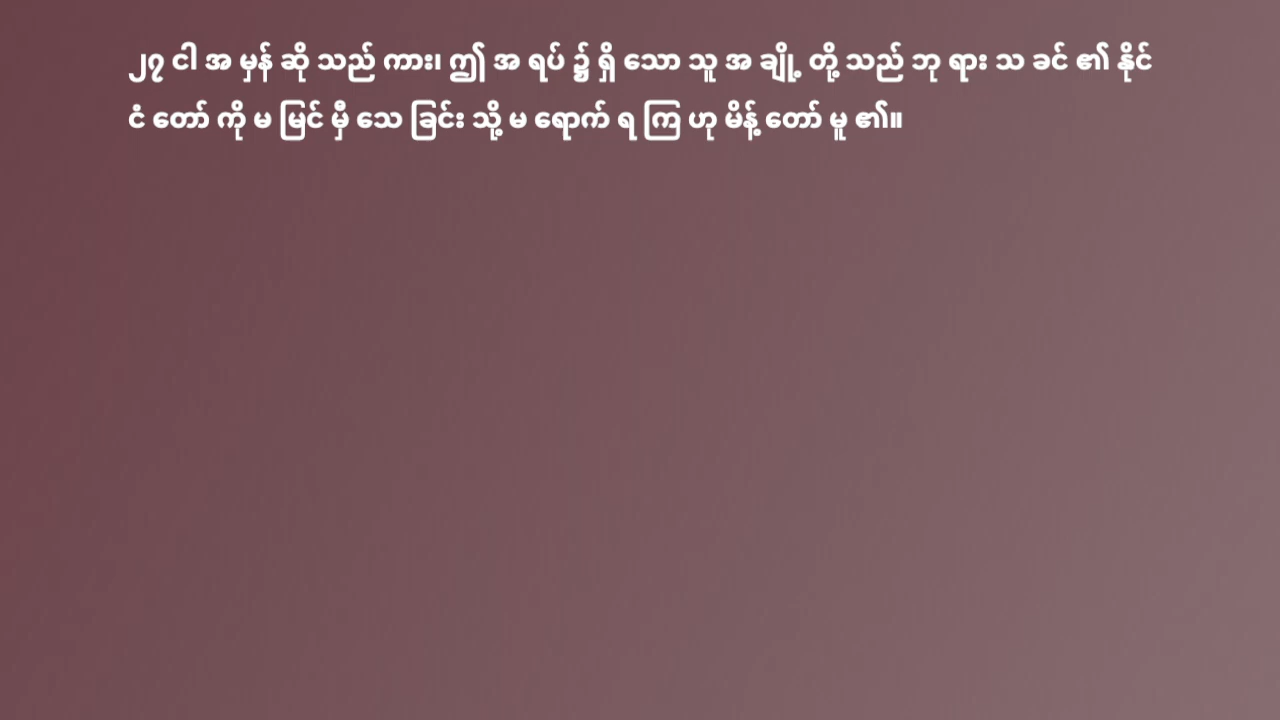 ၂၇ ငါ အ မှန် ဆို သည် ကား၊ ဤ အ ရပ် ၌ ရှိ သော သူ အ ချို့ တို့ သည် ဘု ရား သ ခင် ၏ နိုင်
ငံ တော် ကို မ မြင် မှီ သေ ခြင်း သို့ မ ရောက် ရ ကြ ဟု မိန့် တော် မူ ၏။